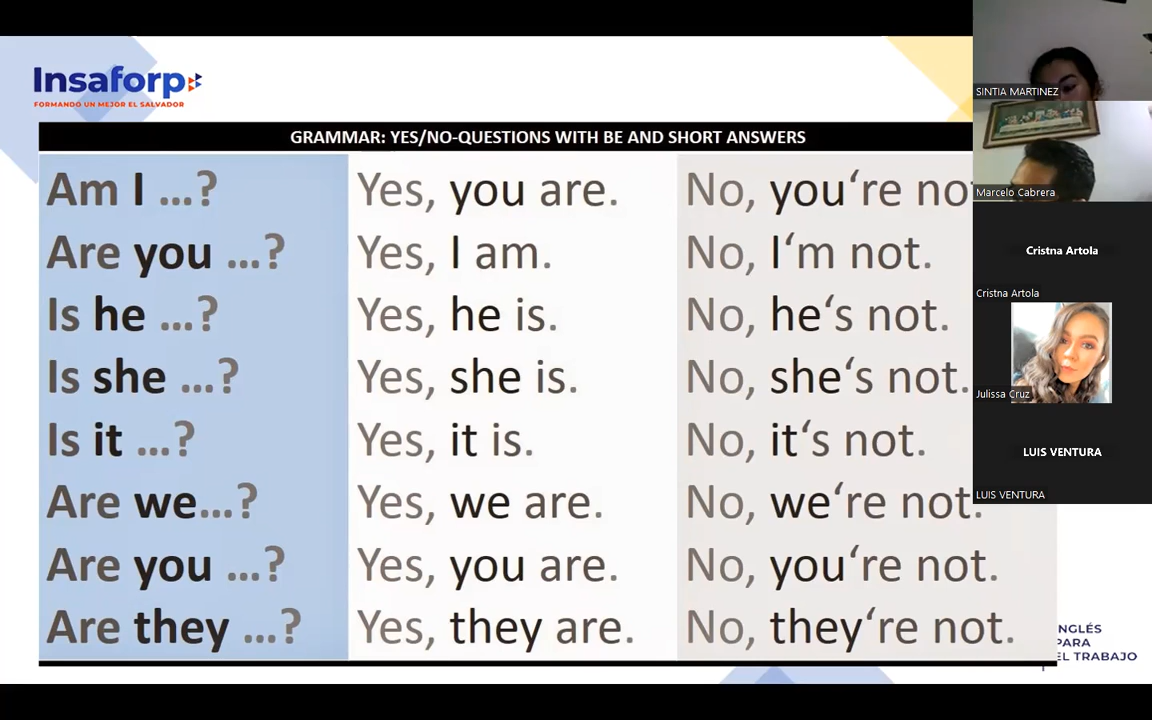 Insaforp
FORMANDO UN MEJOR EL SALVADOR
GRAMMAR: YES/NO-QUESTIONS WITH BE AND SHORT ANSWERS
Am I ...? Yes, you are. No, you‘re no
Are you ...? Yes, I am. No, I‘m not.
Is he ...? Yes, he is. No, he‘s not.
Is she ...? Yes, she is. No, she‘s not.
Is it ...? Yes, it is. No, it‘s not.
Are we...? Yes, we are. No, we‘re not.
Are you ...? Yes, you are. No, you‘re not.
Are they ...? Yes, they are. No, they‘re not.
NGLÉS
PARA
EL TRABAJO
SINTIA MARTINEZ
Marcelo Cabrera
Cristna Artola
Cristna Artola
Julissa Cruz
LUIS VENTURA
LUIS VENTURA